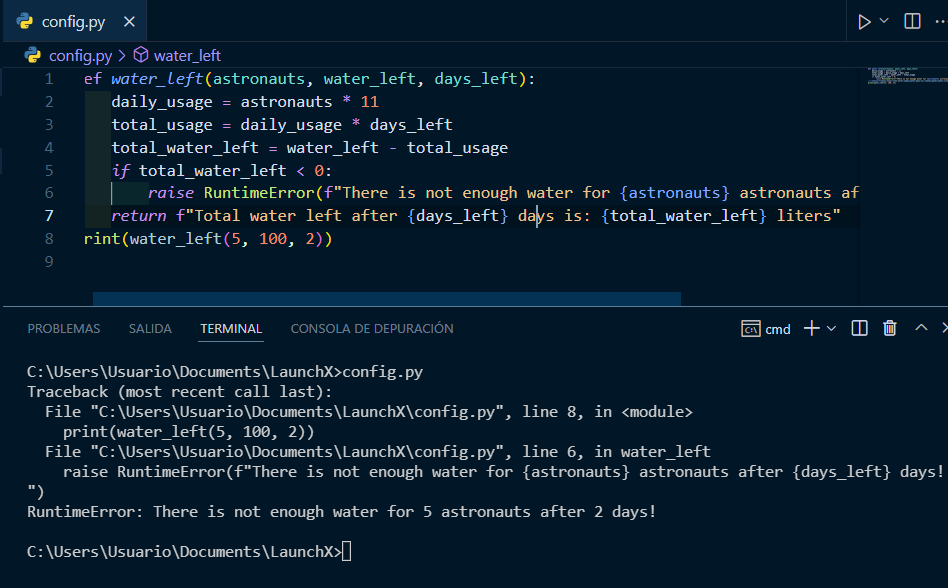 config.py
config.py > water_left
1 ef water_left(astronauts, water_left, days_left):
2 daily_usage = astronauts * 11
3 total_usage = daily_usage * days_left
4 total_water_left = water_left - total_usage
5 if total_water_left < 0:
6 raise RuntimeError(f"There is not enough water for {astronauts} astronauts af
7 return f"Total water left after {days_left} days is: {total_water_left} liters"
8 rint(water_left(5, 100, 2))
9
PROBLEMAS SALIDA TERMINAL CONSOLA DE DEPURACIÓN cmd
C:\Users\Usuario\Documents\LaunchX>config.py
Traceback (most recent call last):
File "C:\Users\Usuario\Documents\LaunchX\config.py", line 8, in <module>
print(water_left(5, 100, 2))
File "C:\Users\Usuario\Documents\LaunchX\config.py", line 6, in water_left
raise RuntimeError(f"There is not enough water for {astronauts} astronauts after {days_left} days!
")
RuntimeError: There is not enough water for 5 astronauts after 2 days!
C:\Users\Usuario\Documents\LaunchX>